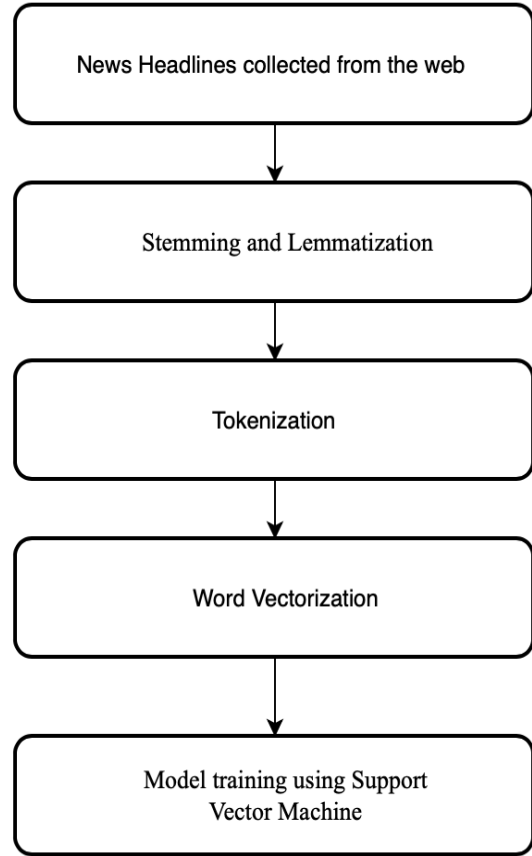 News Headlines collected from the web
Stemming and Lemmatization
Tokenization
Word Vectorization
Model training using Support
Vector Machine